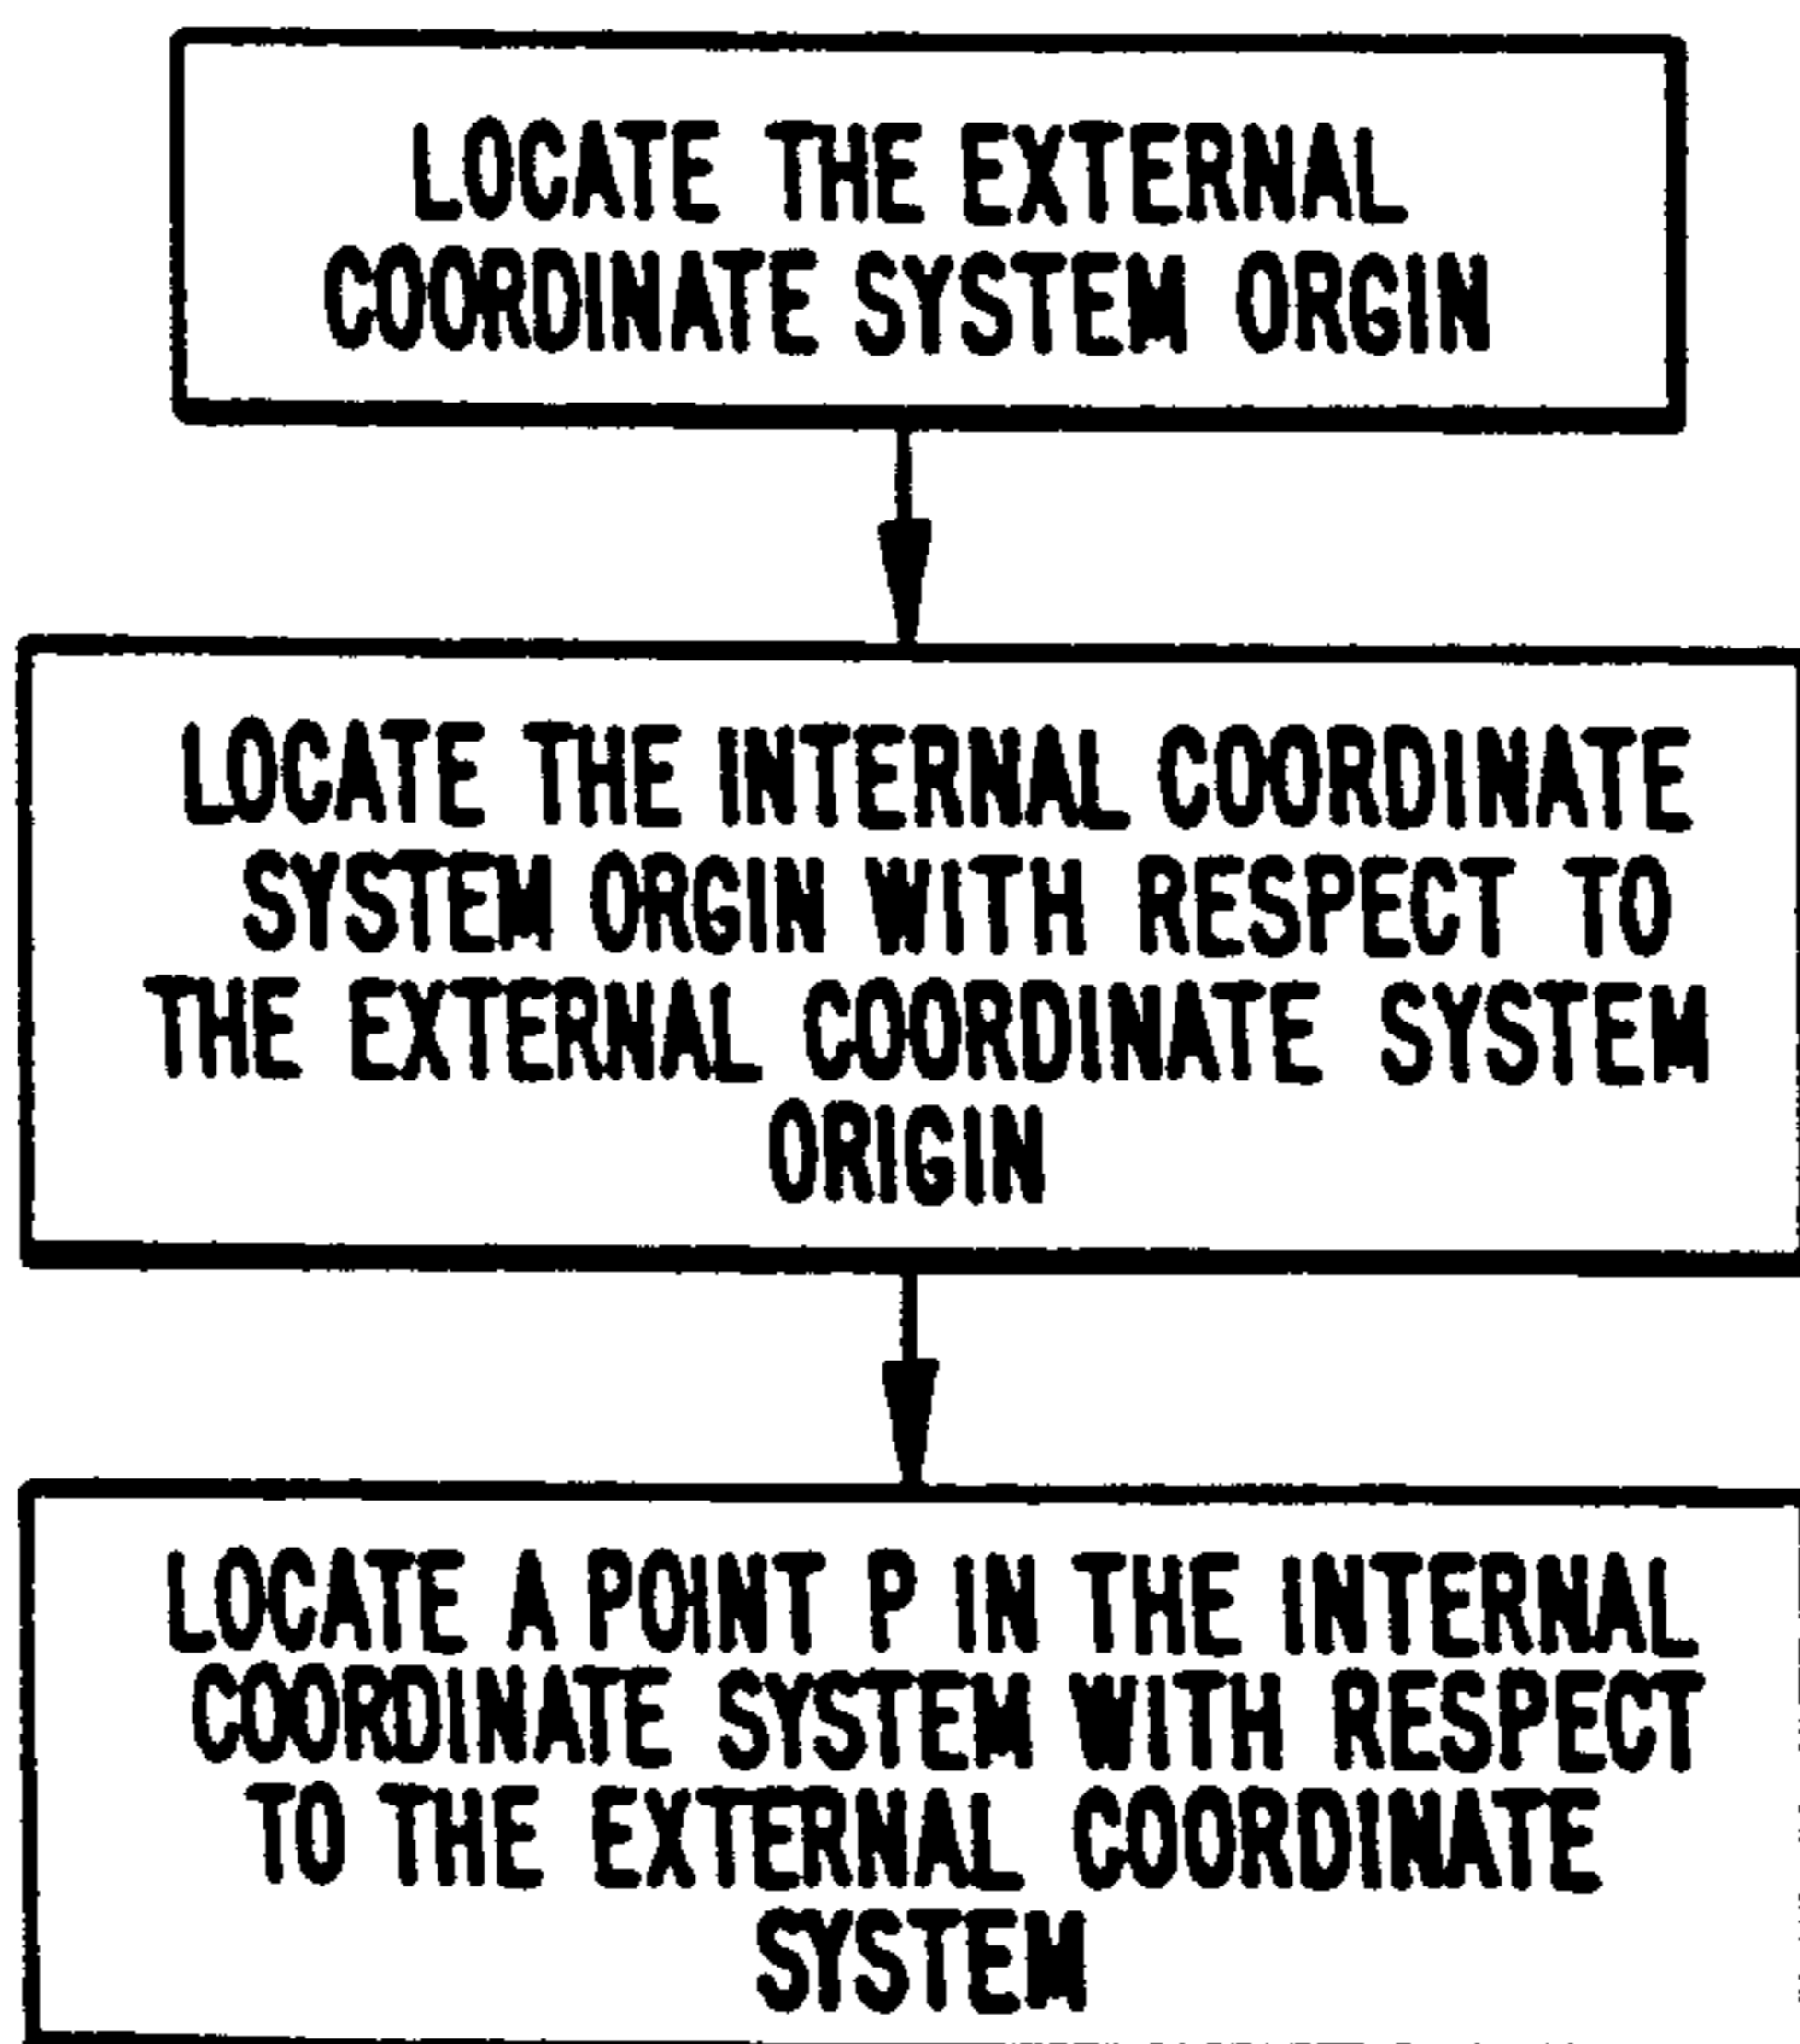 LOCATE THE EXTERNAL
COORDINATE SYSTEM ORGIN
LOCATE THE INTERNAL COORDINATE
SYSTEM ORGIN WITH RESPECT TO
THE EXTERNAL COORDINATE SYSTEM
ORIGIN
LOCATE A POINT P IN THE INTERNAL
COORDINATE SYSTEM WITH RESPECT
TO THE EXTERNAL COORDINATE
SYSTEM